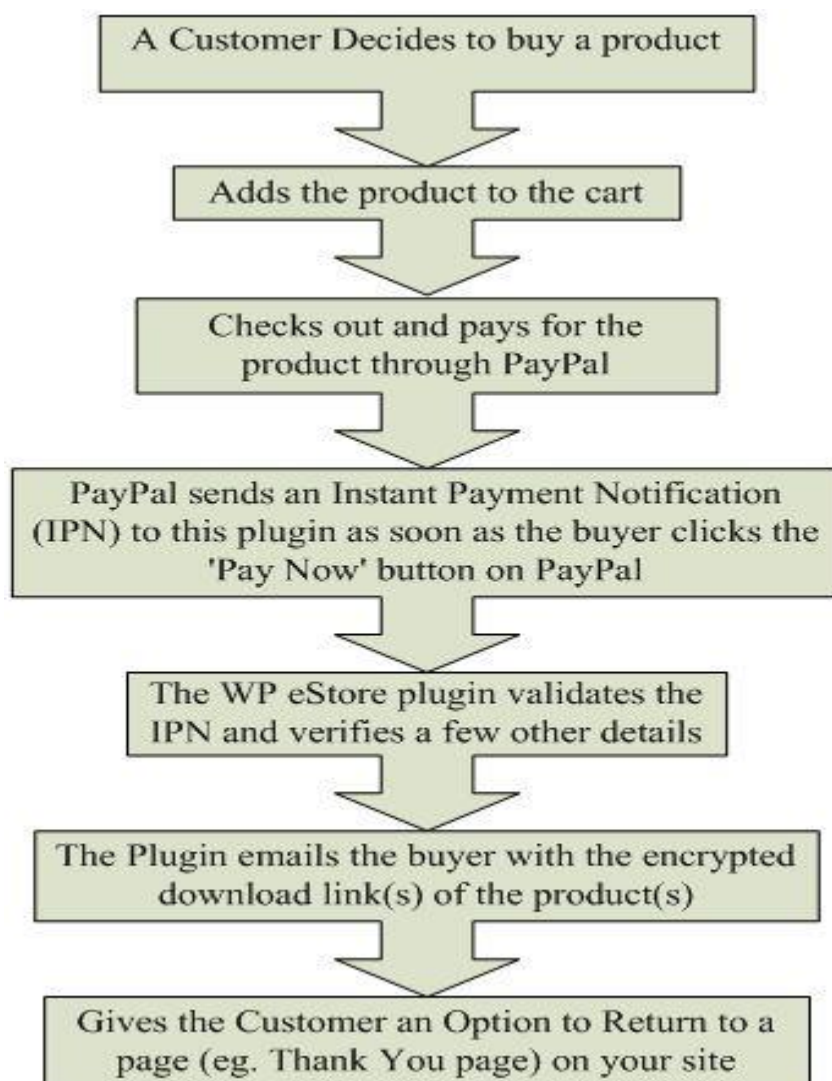 A Customer Decides to buy a product
Adds the product to the cart
Checks out and pays for the
product through PayPal
PayPal sends an Instant Payment Notification
(IPN) to this plugin as soon as the buyer clicks the
'Pay Now' button on PayPal
The WP eStore plugin validates the
IPN and verifies a few other details
The Plugin emails the buyer with the encrypted
download link(s) of the product(s)
Gives the Customer an Option to Return to a
page (eg. Thank You page) on your site